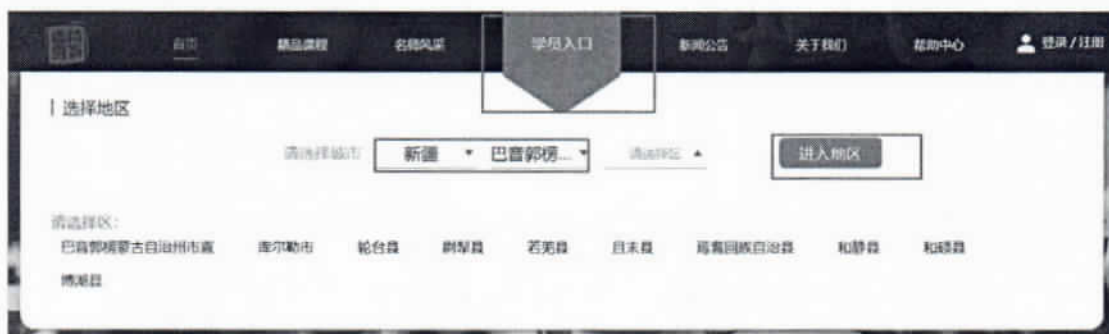 首页 精品课程 名师风采 学员入口 新闻公告 关于我们 帮助中心 登录 / 注册
选择地区
请选择城市 新疆 巴音郭楞... 请选择区 进入地区
请选择区:
巴音郭楞蒙古自治州市直 库尔勒市 轮台县 尉犁县 若羌县 且末县 焉耆回族自治县 和静县 和硕县
博湖县